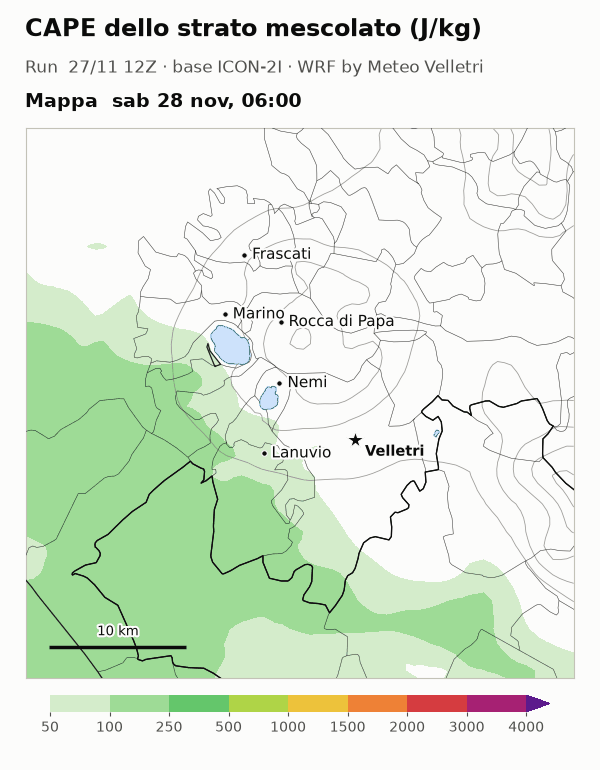 CAPE dello strato mescolato (J/kg)
Run  27/11 12Z · base ICON-2I · WRF by Meteo Velletri
Mappa  sab 28 nov, 06:00
Frascati
Marino
Rocca di Papa
Nemi
Velletri
Lanuvio
10 km
50 100 250 500 1000 1500 2000 3000 4000